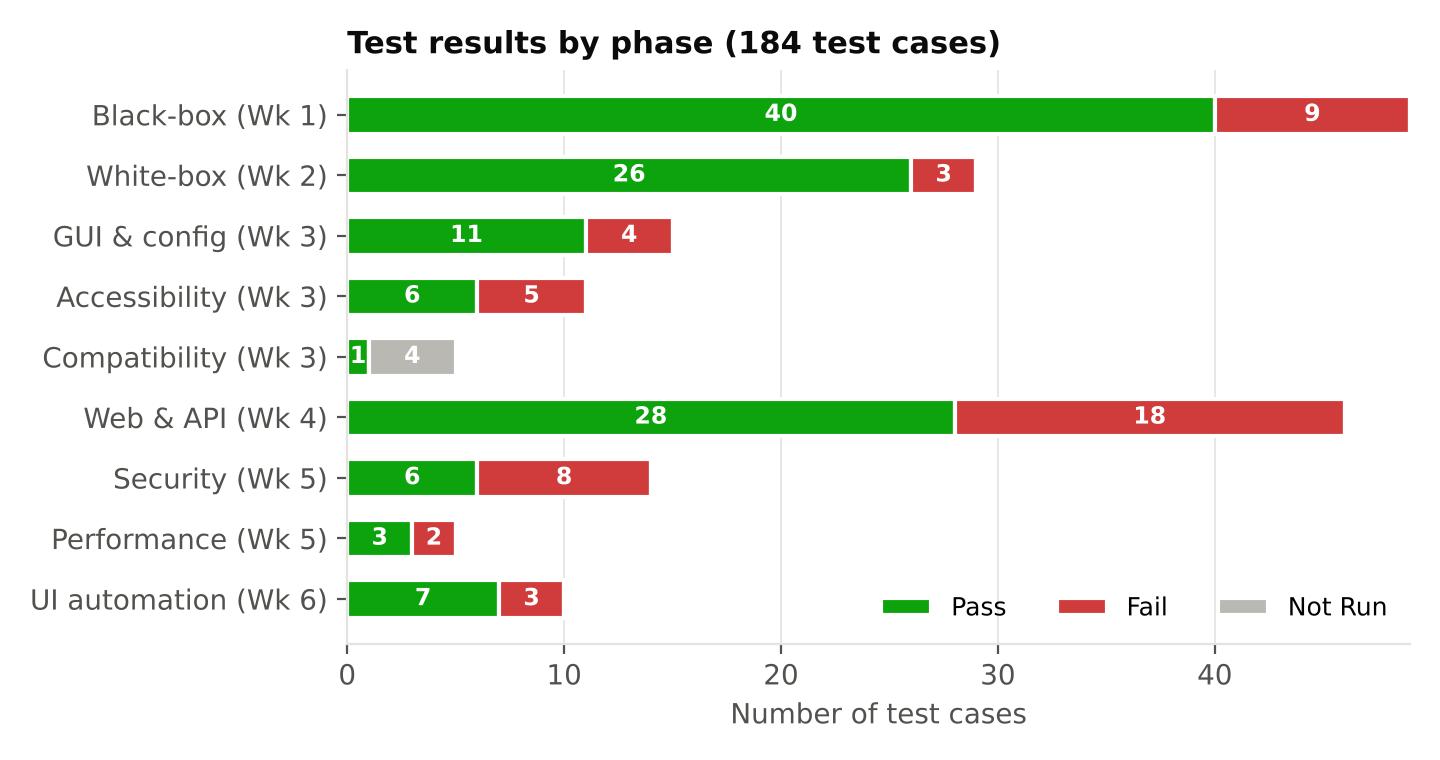 Test results by phase (184 test cases)
Black-box (Wk 1) 40 9
White-box (Wk 2) 26 3
GUI & config (Wk 3) 11 4
Accessibility (Wk 3) 6 5
Compatibility (Wk 3) 1 4
Web & API (Wk 4) 28 18
Security (Wk 5) 6 8
Performance (Wk 5) 3 2
UI automation (Wk 6) 7 3
Pass Fail Not Run
0 10 20 30 40
Number of test cases